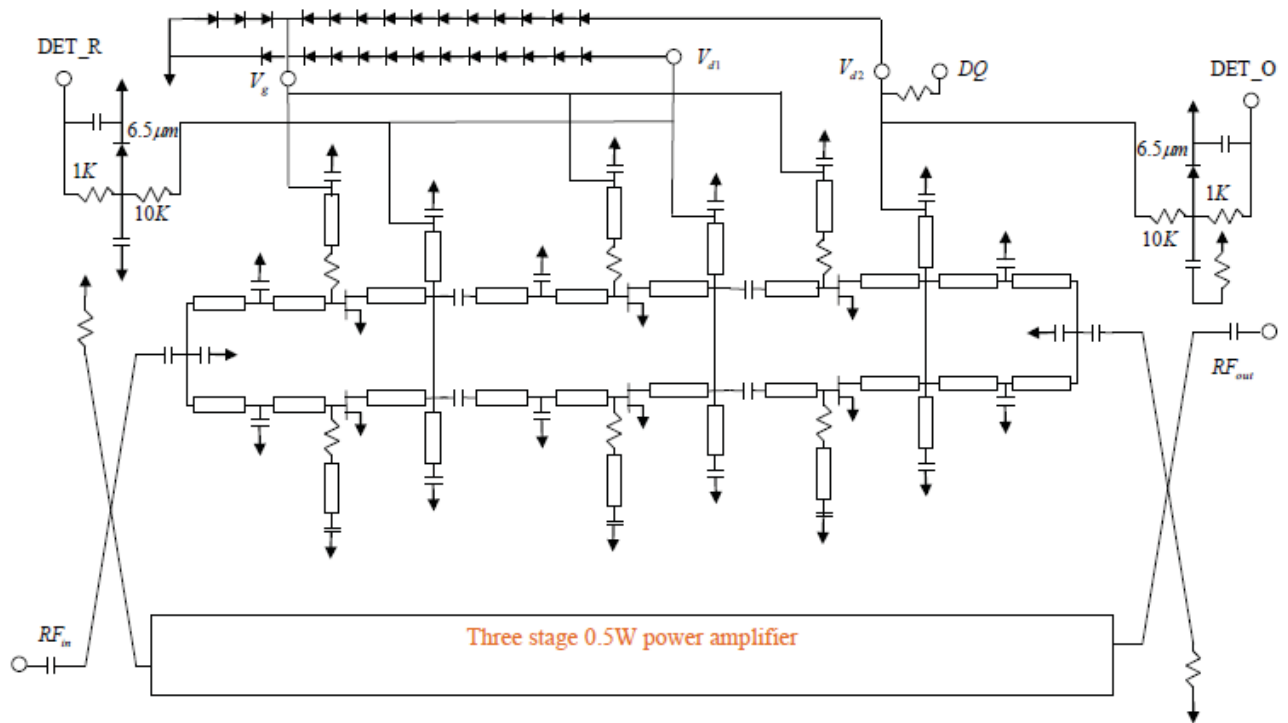 DET_R
V_g
V_d1
V_d2
DQ
DET_O
6.5μm
1K
10K
6.5μm
1K
10K
RF_in
RF_out
Three stage 0.5W power amplifier